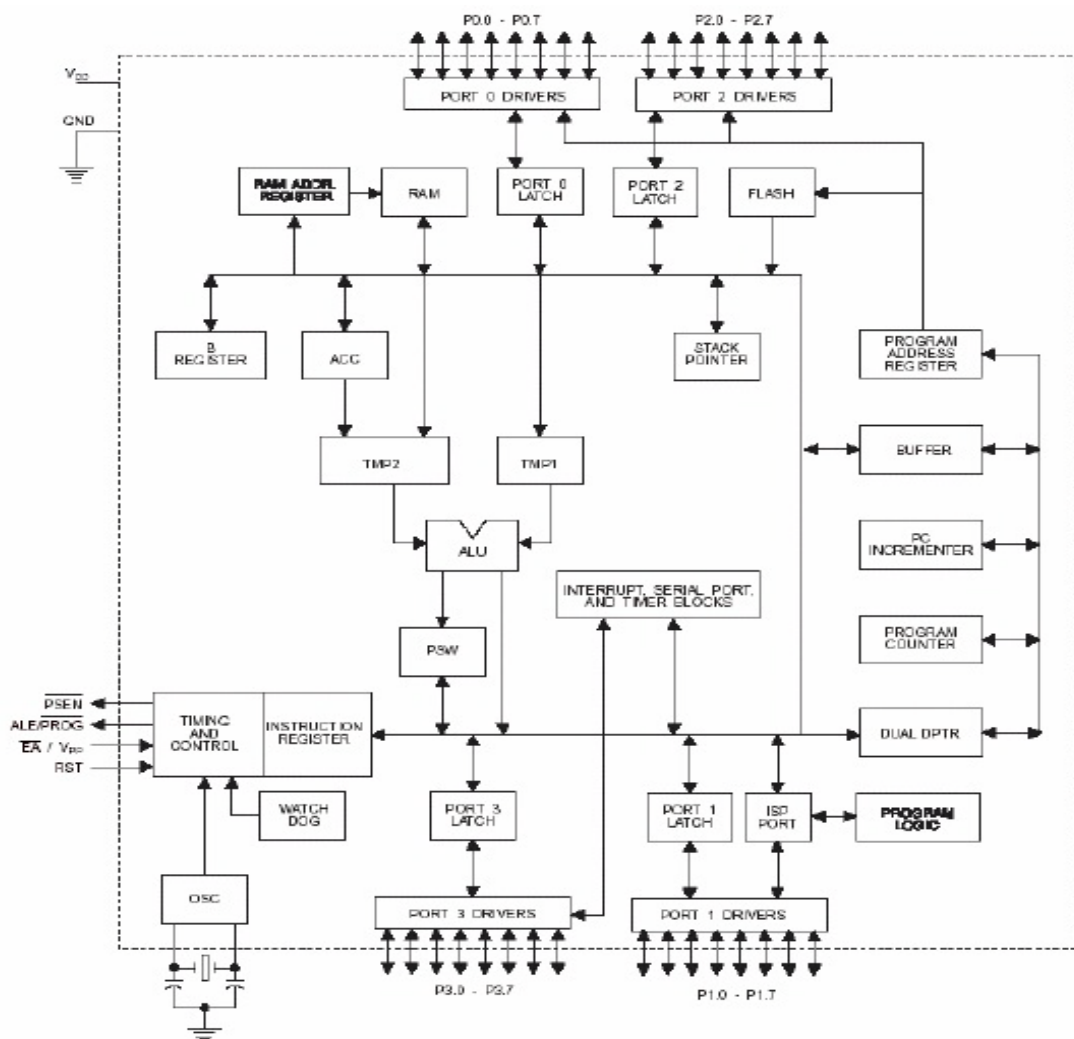 P0.0 - P0.7
P2.0 - P2.7
VCC
GND
PORT 0 DRIVERS
PORT 2 DRIVERS
RAM ADDR.
REGISTER
RAM
PORT 0
LATCH
PORT 2
LATCH
FLASH
B
REGISTER
ACC
STACK
POINTER
PROGRAM
ADDRESS
REGISTER
TMP2
TMP1
BUFFER
ALU
PC
INCREMENTER
INTERRUPT, SERIAL PORT,
AND TIMER BLOCKS
PROGRAM
COUNTER
PSW
PSEN
ALE/PROG
EA / VPP
RST
TIMING
AND
CONTROL
INSTRUCTION
REGISTER
DUAL DPTR
WATCH
DOG
PORT 3
LATCH
PORT 1
LATCH
ISP
PORT
PROGRAM
LOGIC
OSC
PORT 3 DRIVERS
PORT 1 DRIVERS
P3.0 - P3.7
P1.0 - P1.7